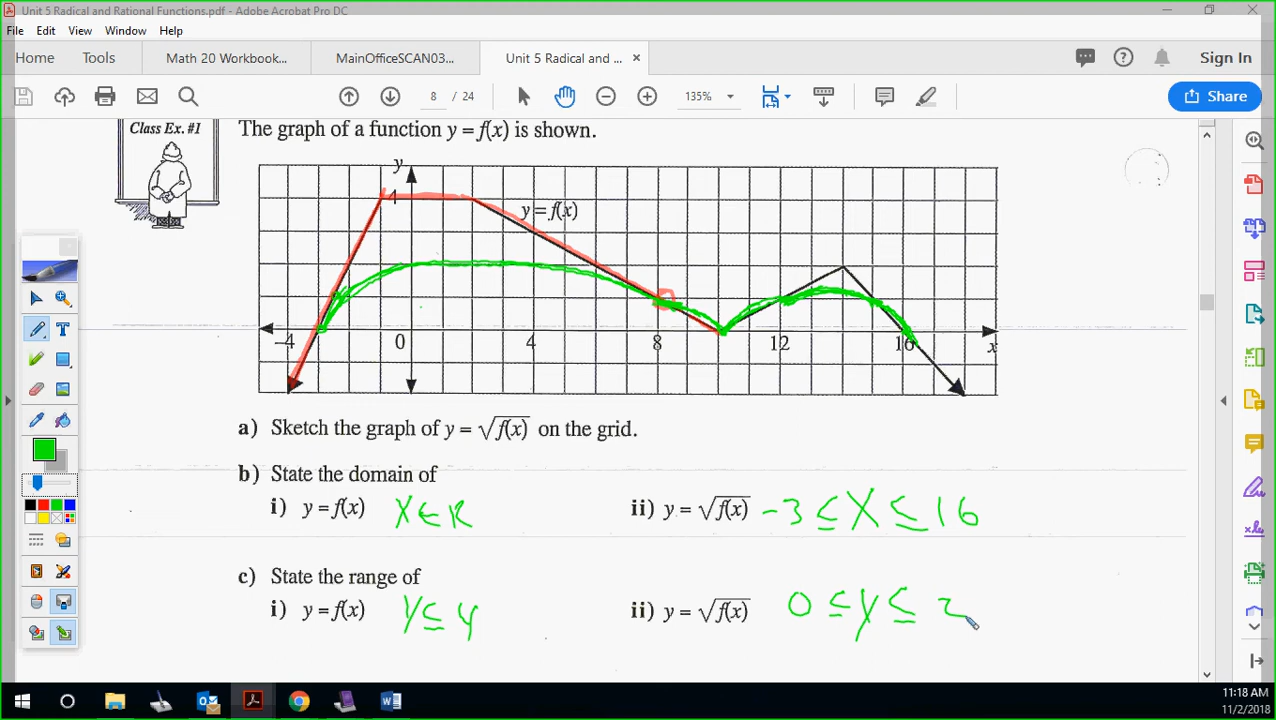 Unit 5 Radical and Rational Functions.pdf - Adobe Acrobat Pro DC
File Edit View Window Help
Home Tools Math 20 Workbook... MainOfficeSCAN03... Unit 5 Radical and ... × Sign In
8 / 24 135% Share
Class Ex. #1
The graph of a function y = f(x) is shown.
y
4
y = f(x)
-4 0 4 8 12 16 x
a) Sketch the graph of y = √f(x) on the grid.
b) State the domain of
i) y = f(x) X ∈ R ii) y = √f(x) -3 ≤ X ≤ 16
c) State the range of
i) y = f(x) y ≤ 4 ii) y = √f(x) 0 ≤ y ≤ 2
11:18 AM
11/2/2018